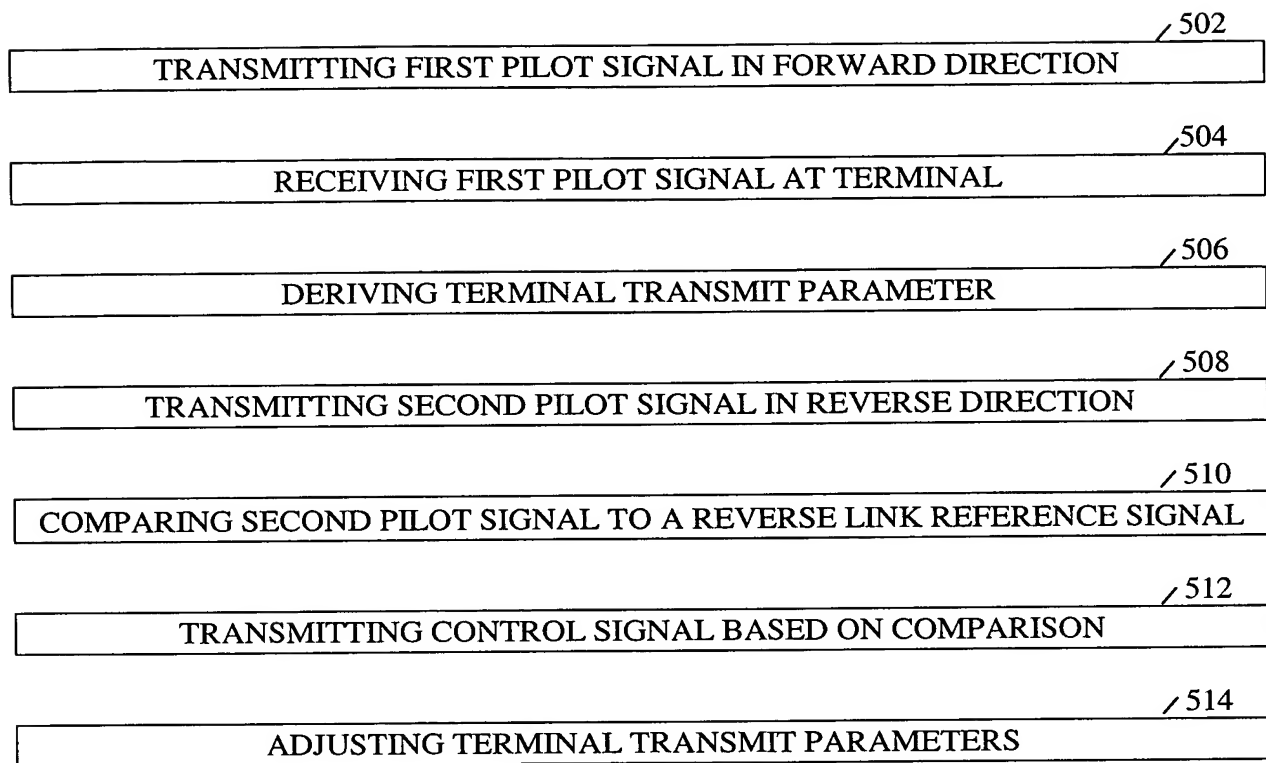 502
TRANSMITTING FIRST PILOT SIGNAL IN FORWARD DIRECTION
504
RECEIVING FIRST PILOT SIGNAL AT TERMINAL
506
DERIVING TERMINAL TRANSMIT PARAMETER
508
TRANSMITTING SECOND PILOT SIGNAL IN REVERSE DIRECTION
510
COMPARING SECOND PILOT SIGNAL TO A REVERSE LINK REFERENCE SIGNAL
512
TRANSMITTING CONTROL SIGNAL BASED ON COMPARISON
514
ADJUSTING TERMINAL TRANSMIT PARAMETERS